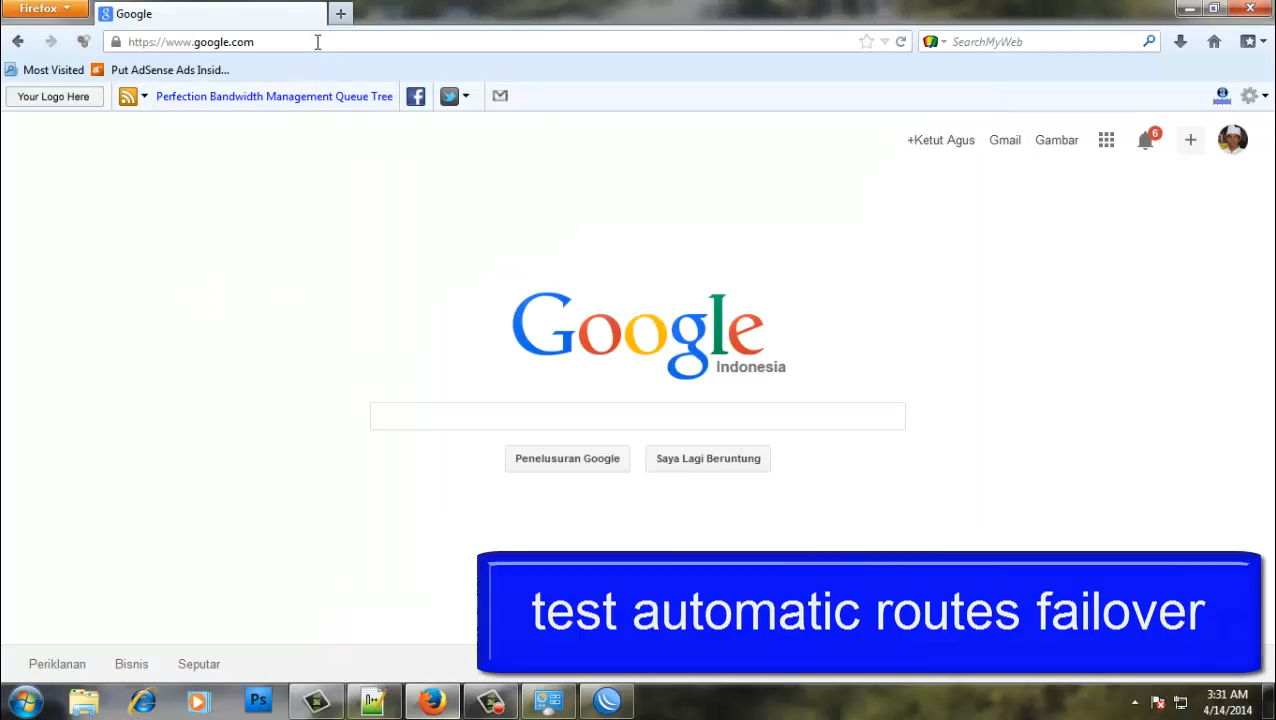 Firefox
Google
https://www.google.com
SearchMyWeb
Most Visited
Put AdSense Ads Insid...
Your Logo Here
Perfection Bandwidth Management Queue Tree
+Ketut Agus
Gmail
Gambar
6
Google
Indonesia
Penelusuran Google
Saya Lagi Beruntung
test automatic routes failover
Periklanan
Bisnis
Seputar
Ps
3:31 AM
4/14/2014